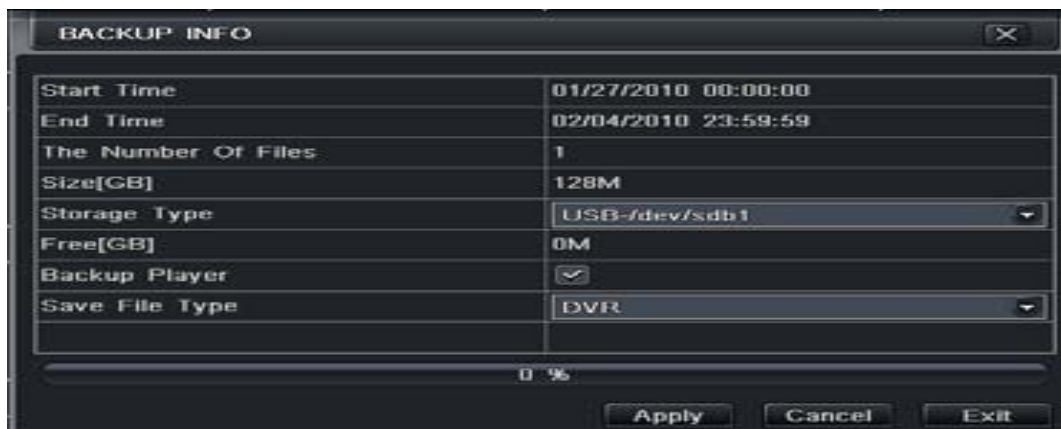 BACKUP INFO
Start Time 01/27/2010 00:00:00
End Time 02/04/2010 23:59:59
The Number Of Files 1
Size[GB] 128M
Storage Type USB-/dev/sdb1
Free[GB] 0M
Backup Player
Save File Type DVR
0 %
Apply Cancel Exit